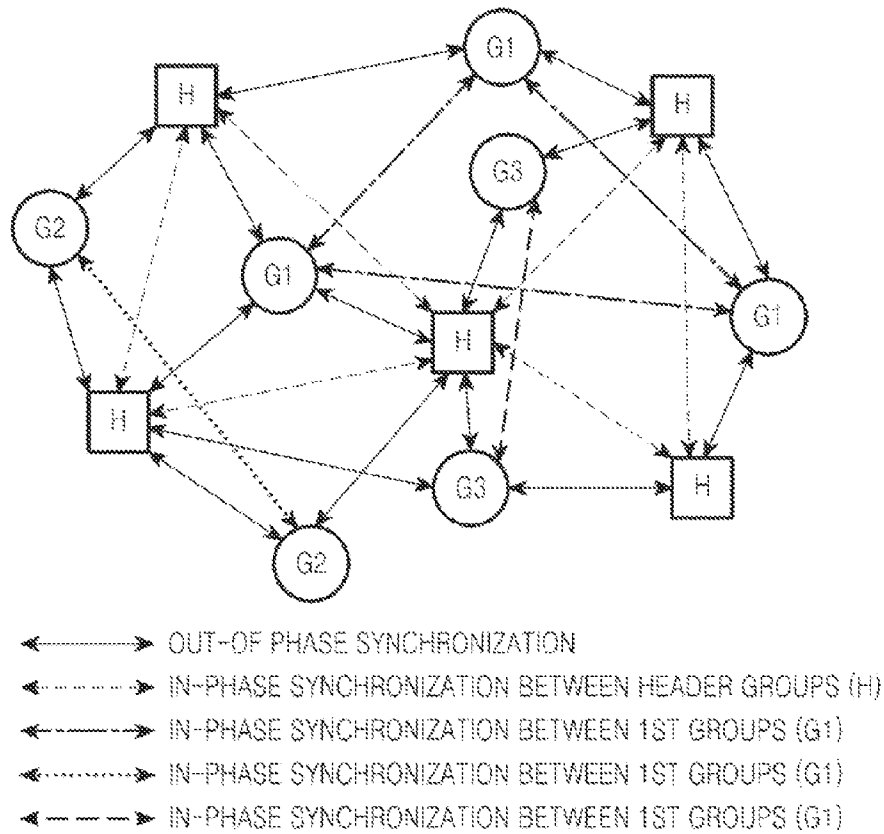 G1
H
H
G3
G2
G1
G1
H
H
G3
H
G2
OUT-OF PHASE SYNCHRONIZATION
IN-PHASE SYNCHRONIZATION BETWEEN HEADER GROUPS (H)
IN-PHASE SYNCHRONIZATION BETWEEN 1ST GROUPS (G1)
IN-PHASE SYNCHRONIZATION BETWEEN 1ST GROUPS (G1)
IN-PHASE SYNCHRONIZATION BETWEEN 1ST GROUPS (G1)